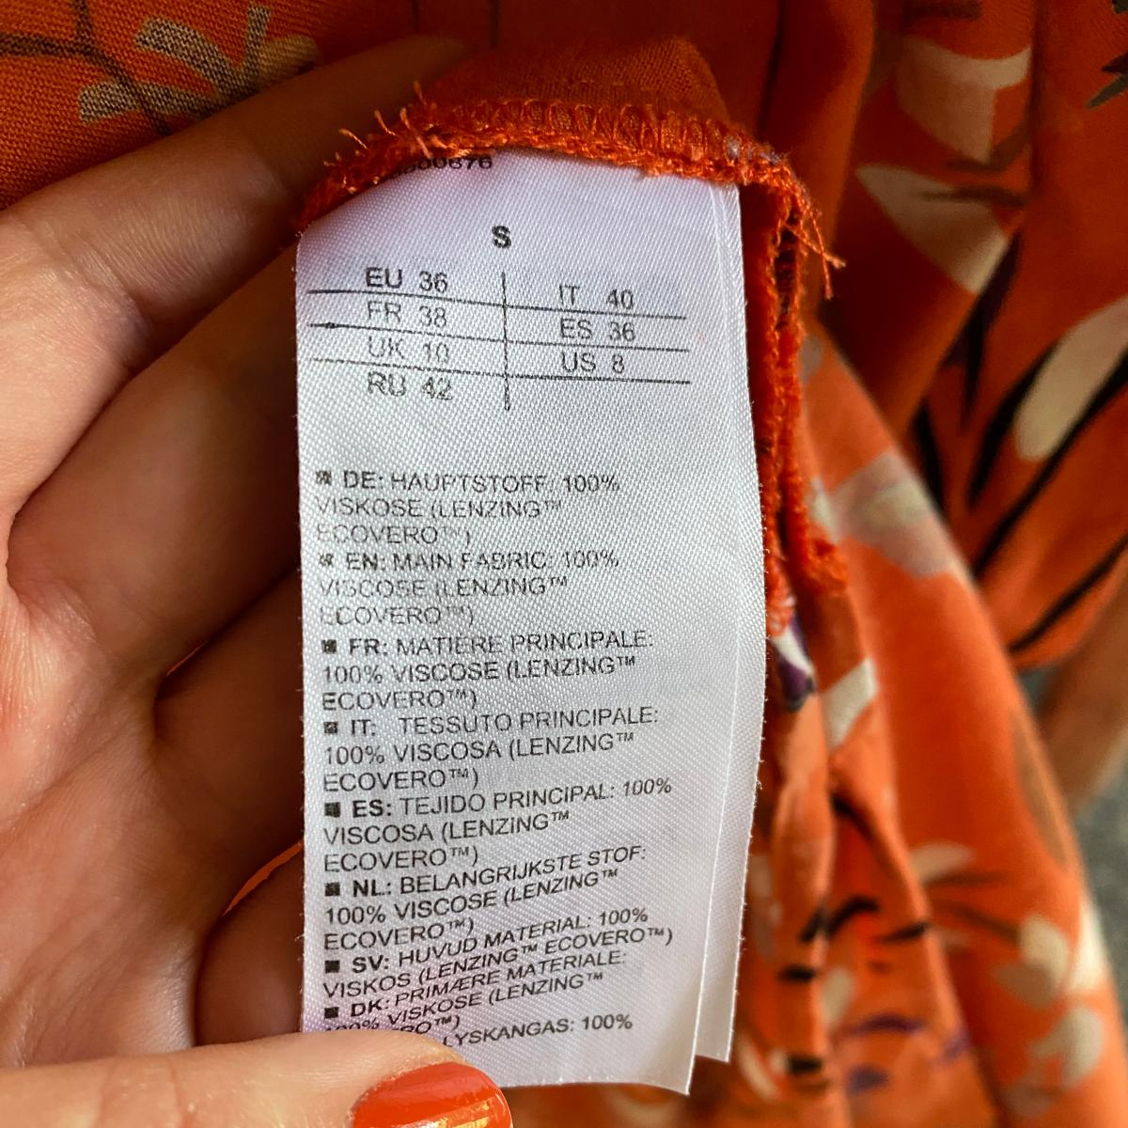 S
EU 36
IT 40
FR 38
ES 36
UK 10
US 8
RU 42
DE: HAUPTSTOFF: 100%
VISKOSE (LENZING™
ECOVERO™)
EN: MAIN FABRIC: 100%
VISCOSE (LENZING™
ECOVERO™)
FR: MATIERE PRINCIPALE:
100% VISCOSE (LENZING™
ECOVERO™)
IT: TESSUTO PRINCIPALE:
100% VISCOSA (LENZING™
ECOVERO™)
ES: TEJIDO PRINCIPAL: 100%
VISCOSA (LENZING™
ECOVERO™)
NL: BELANGRIJKSTE STOF:
100% VISCOSE (LENZING™
ECOVERO™)
SV: HUVUD MATERIAL: 100%
VISKOS (LENZING™ ECOVERO™)
DK: PRIMÆRE MATERIALE:
100% VISKOSE (LENZING™
LYSKANGAS: 100%